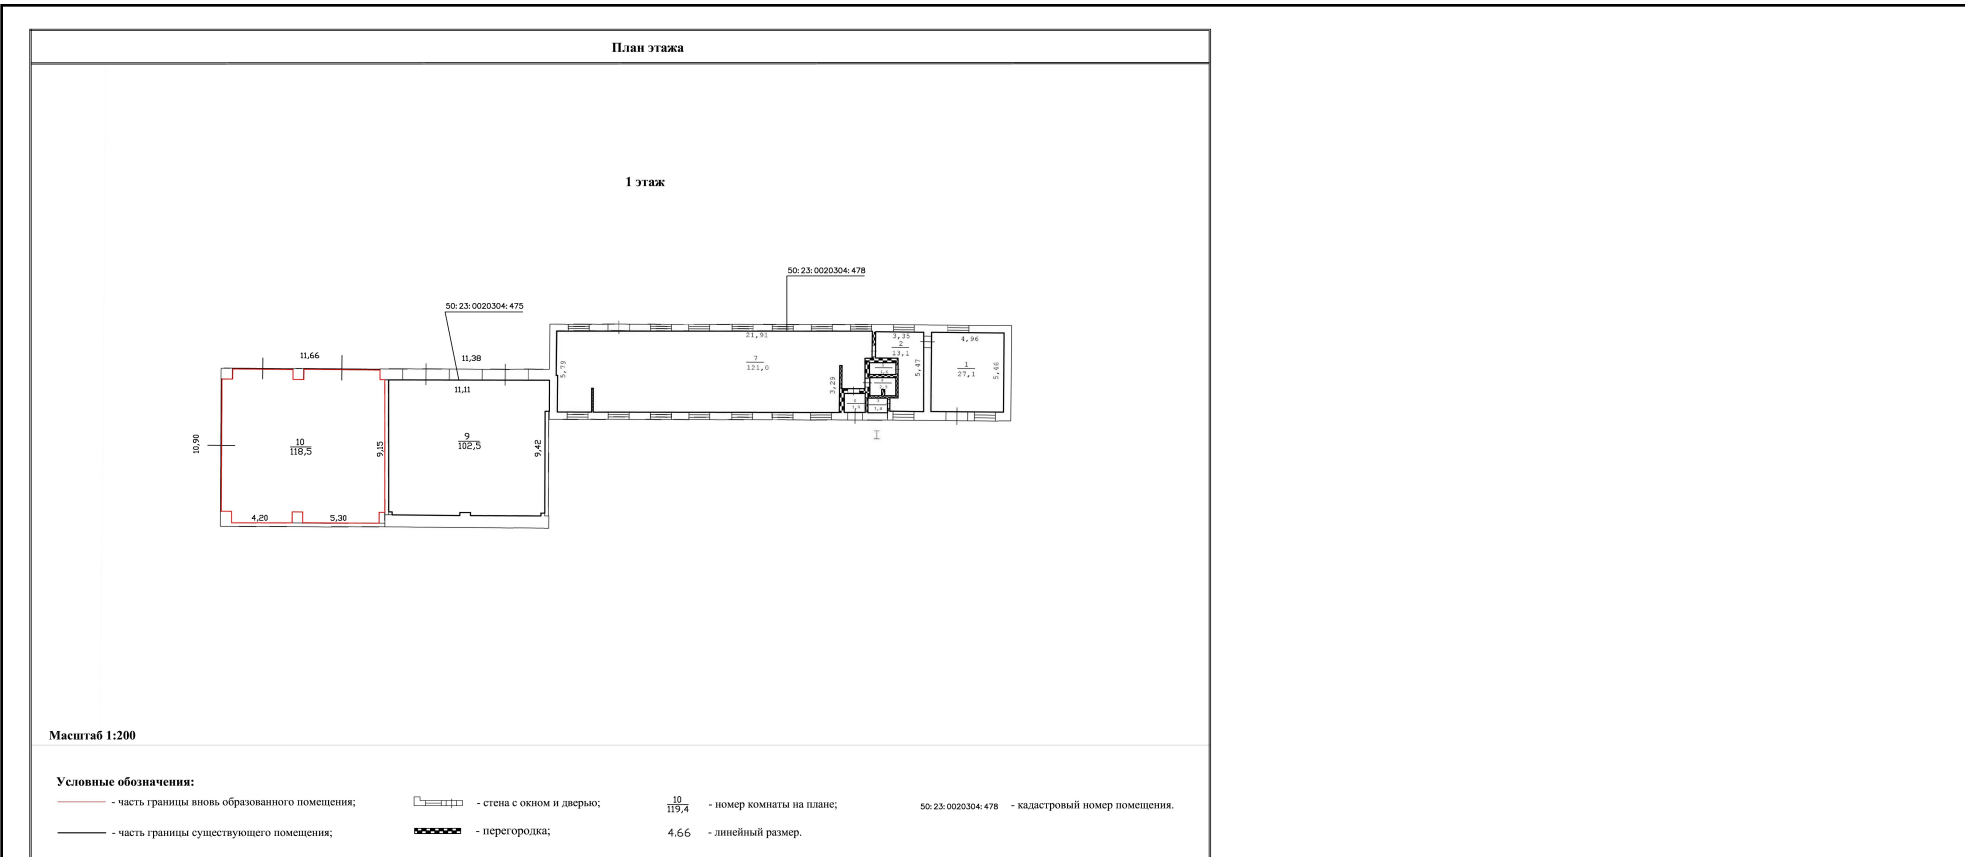 План этажа
1 этаж
50:23:0020304:478
50:23:0020304:475
21,91
3,35
2
13,1
4,96
11,66
11,38
7
121,0
5,79
5,47
1
27,1
5,46
11,11
3,29
10,90
10
118,5
9,15
9
102,5
9,42
I
4,20
5,30
Масштаб 1:200
Условные обозначения:
- часть границы вновь образованного помещения;
- стена с окном и дверью;
10
119,4
- номер комнаты на плане;
50:23:0020304:478
- кадастровый номер помещения.
- часть границы существующего помещения;
- перегородка;
4.66
- линейный размер.